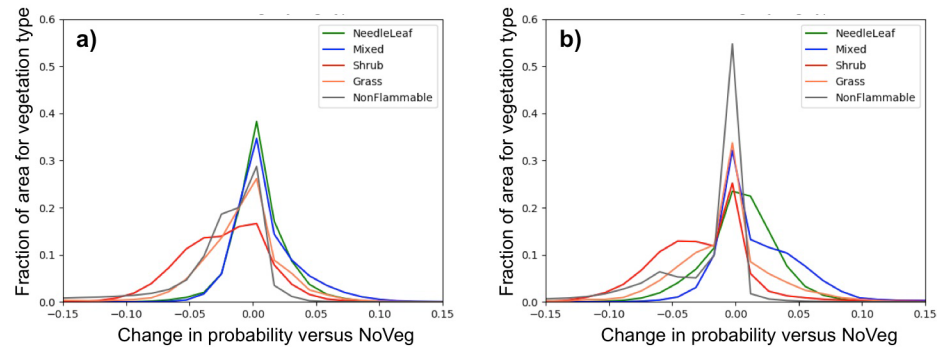 a)
NeedleLeaf
Mixed
Shrub
Grass
NonFlammable
Fraction of area for vegetation type
0.6
0.5
0.4
0.3
0.2
0.1
0.0
−0.15 −0.10 −0.05 0.00 0.05 0.10 0.15
Change in probability versus NoVeg
b)
NeedleLeaf
Mixed
Shrub
Grass
NonFlammable
Fraction of area for vegetation type
0.6
0.5
0.4
0.3
0.2
0.1
0.0
−0.15 −0.10 −0.05 0.00 0.05 0.10 0.15
Change in probability versus NoVeg